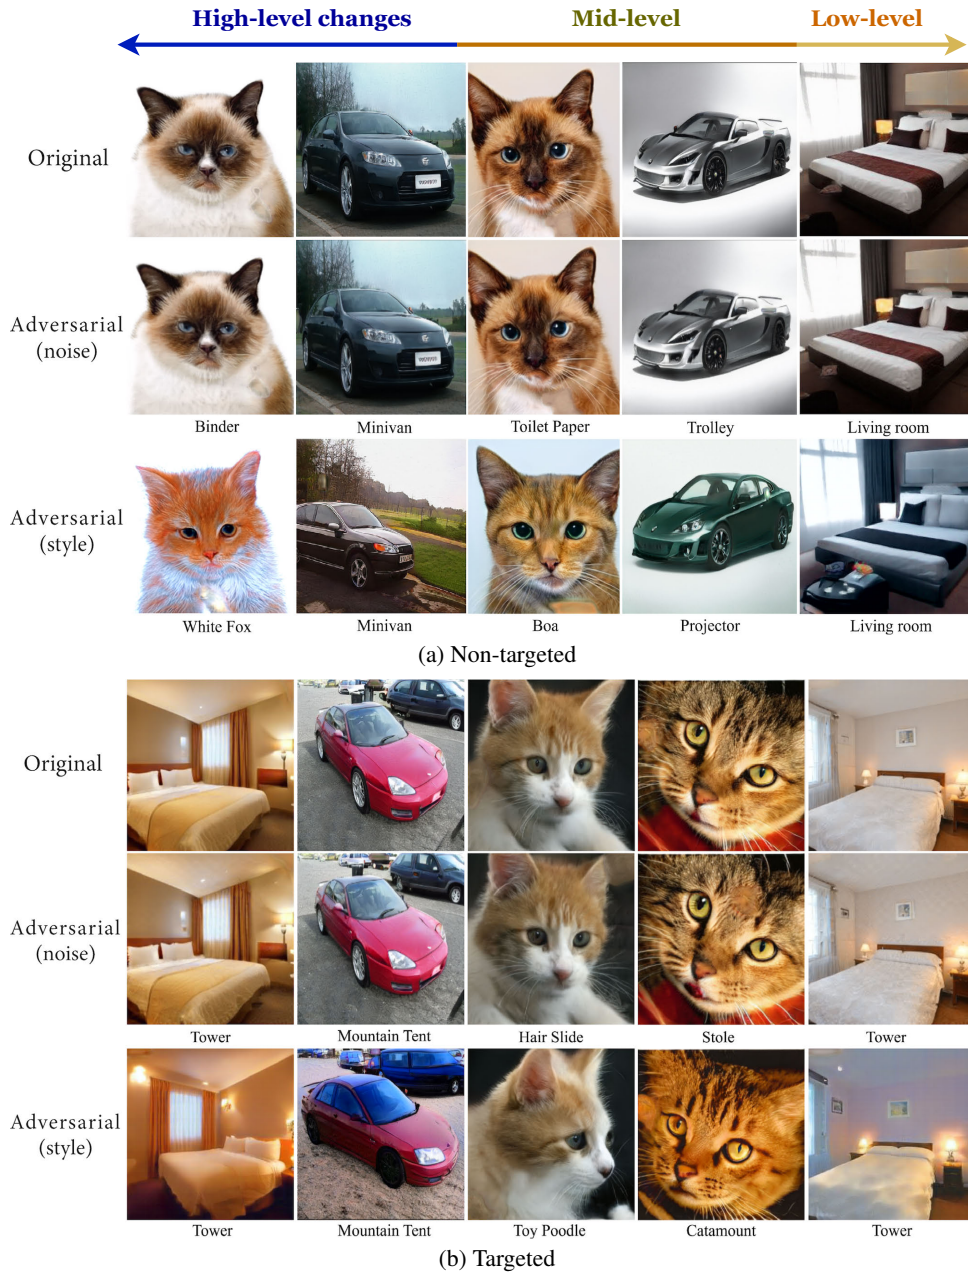 High-level changes Mid-level Low-level
Original
Adversarial
(noise)
Binder Minivan Toilet Paper Trolley Living room
Adversarial
(style)
White Fox Minivan Boa Projector Living room
(a) Non-targeted
Original
Adversarial
(noise)
Tower Mountain Tent Hair Slide Stole Tower
Adversarial
(style)
Tower Mountain Tent Toy Poodle Catamount Tower
(b) Targeted